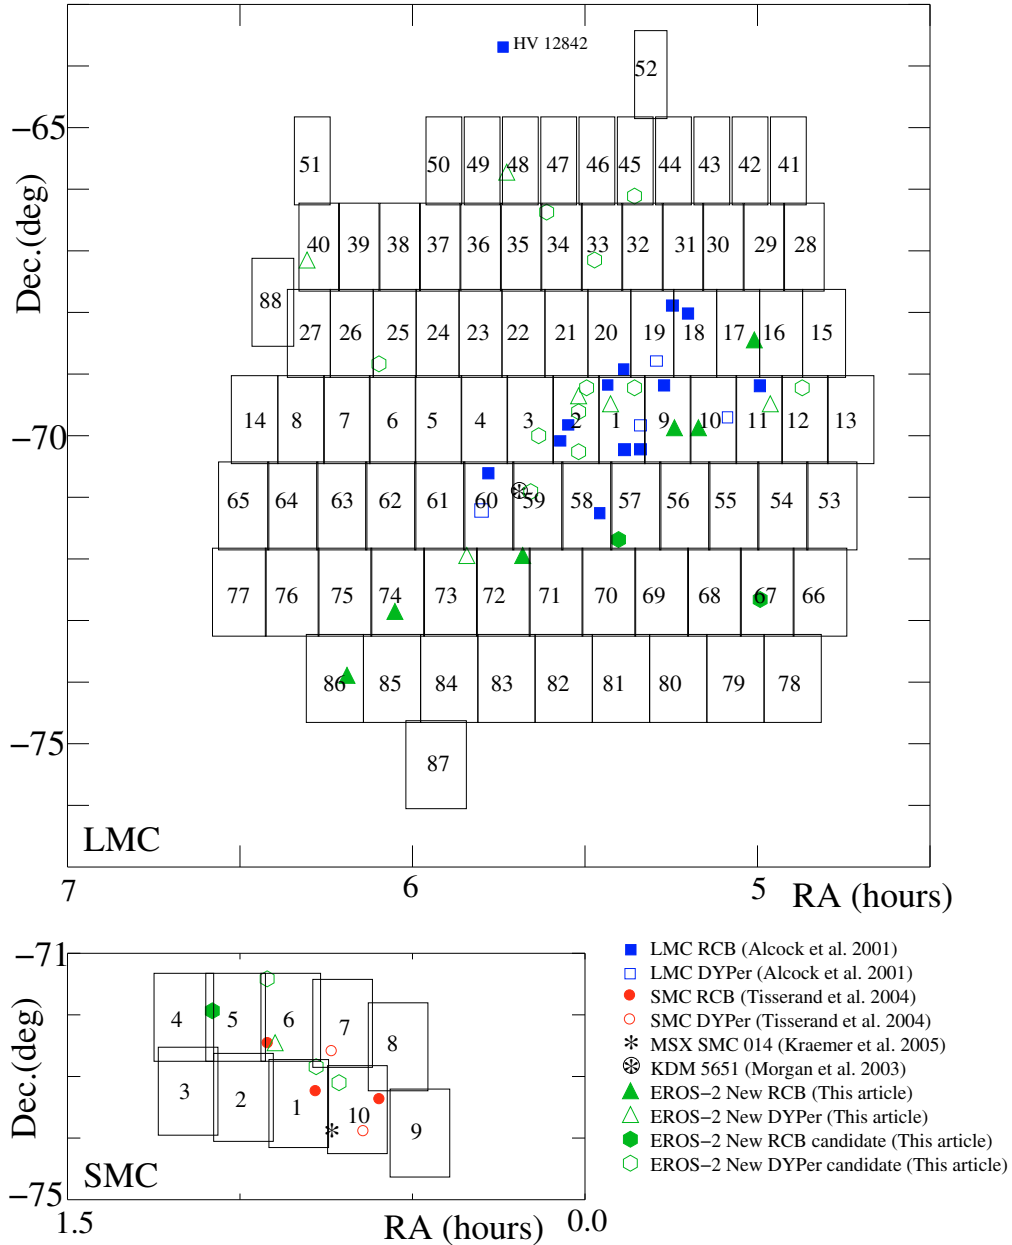 HV 12842
52
−65
51 50 49 48 47 46 45 44 43 42 41
Dec.(deg)
40 39 38 37 36 35 34 33 32 31 30 29 28
88
27 26 25 24 23 22 21 20 19 18 17 16 15
−70
14 8 7 6 5 4 3 2 1 9 10 11 12 13
65 64 63 62 61 60 59 58 57 56 55 54 53
77 76 75 74 73 72 71 70 69 68 67 66
86 85 84 83 82 81 80 79 78
−75
87
LMC
7 6 5
RA (hours)
−71
Dec.(deg)
4 5 6 7 8
3 2 1 10 9
SMC
−75
1.5 0.0
RA (hours)
LMC RCB (Alcock et al. 2001)
LMC DYPer (Alcock et al. 2001)
SMC RCB (Tisserand et al. 2004)
SMC DYPer (Tisserand et al. 2004)
MSX SMC 014 (Kraemer et al. 2005)
KDM 5651 (Morgan et al. 2003)
EROS−2 New RCB (This article)
EROS−2 New DYPer (This article)
EROS−2 New RCB candidate (This article)
EROS−2 New DYPer candidate (This article)